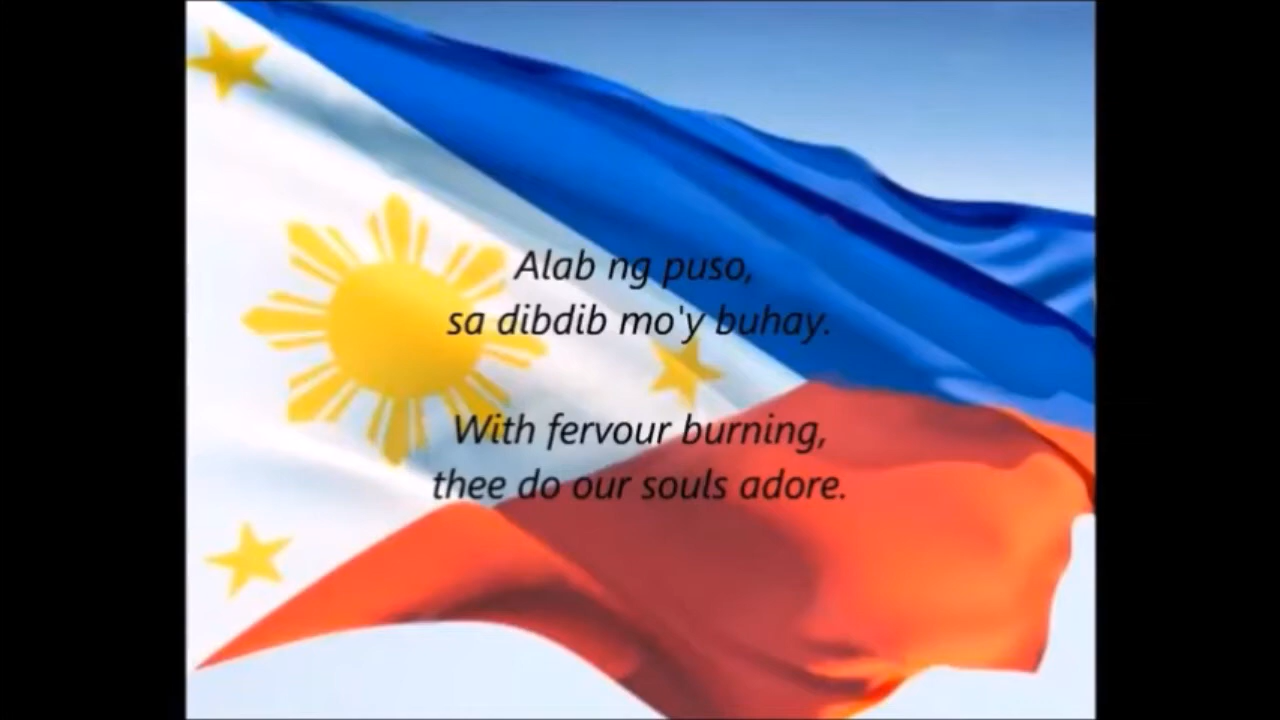 Alab ng puso,
sa dibdib mo'y buhay.
With fervour burning,
thee do our souls adore.